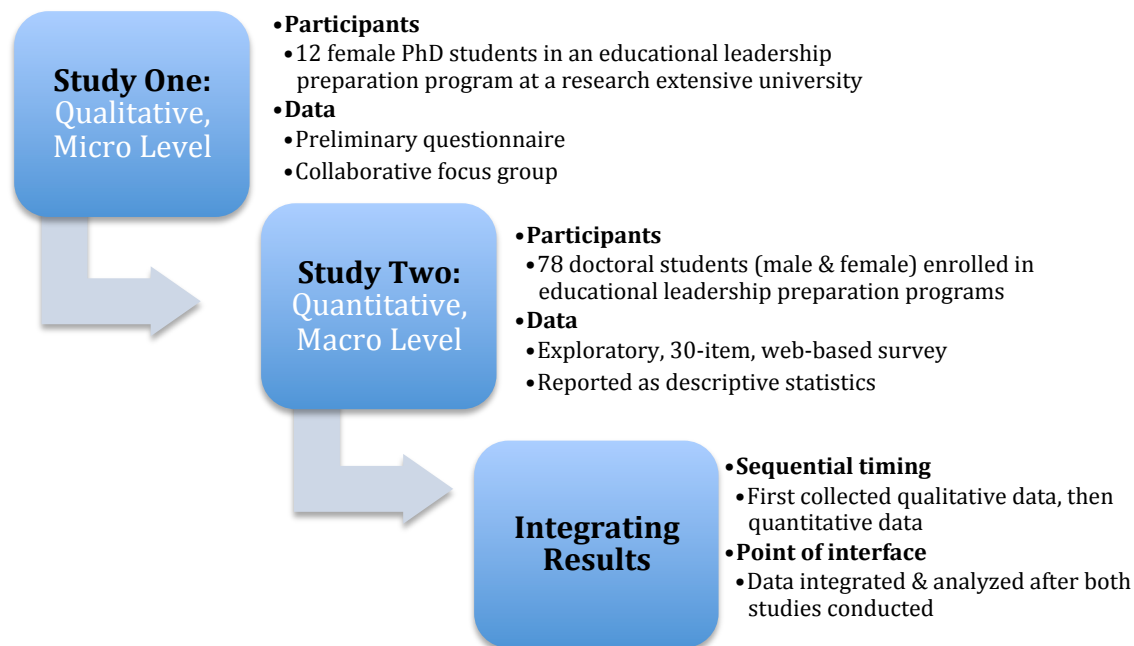 Study One:
Qualitative,
Micro Level
•Participants
•12 female PhD students in an educational leadership
preparation program at a research extensive university
•Data
•Preliminary questionnaire
•Collaborative focus group
Study Two:
Quantitative,
Macro Level
•Participants
•78 doctoral students (male & female) enrolled in
educational leadership preparation programs
•Data
•Exploratory, 30-item, web-based survey
•Reported as descriptive statistics
Integrating
Results
•Sequential timing
•First collected qualitative data, then
quantitative data
•Point of interface
•Data integrated & analyzed after both
studies conducted